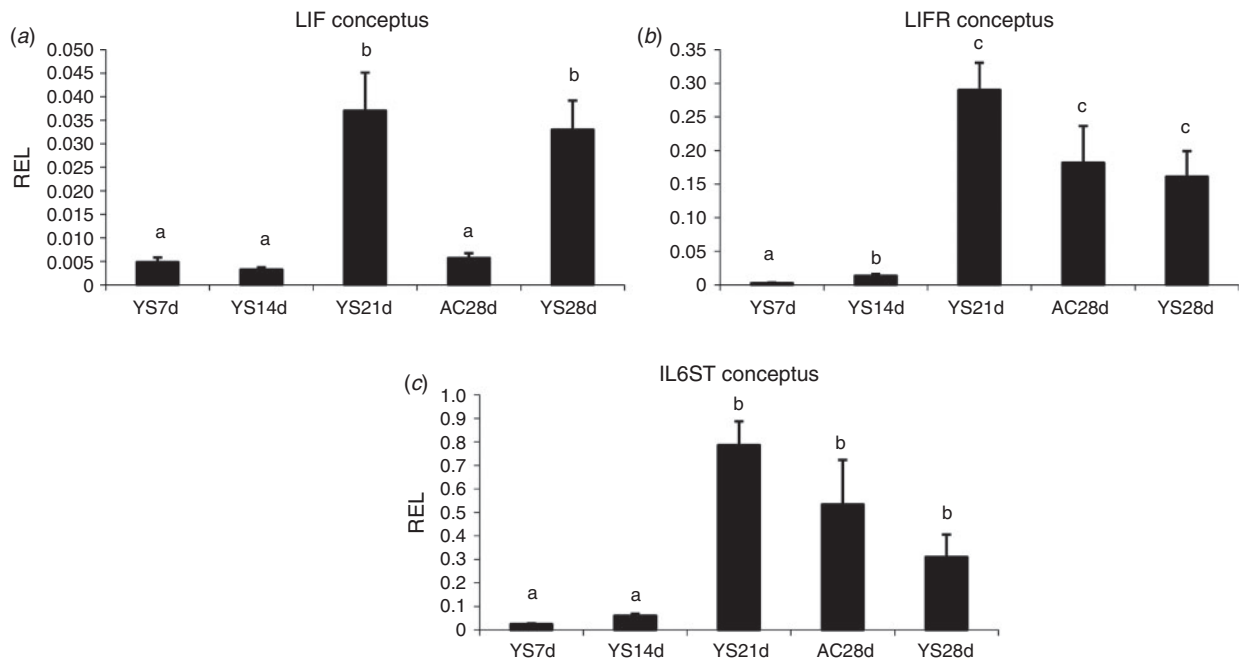 (a) LIF conceptus
REL
0.050
0.045
0.040
0.035
0.030
0.025
0.020
0.015
0.010
0.005
0
a a b a b
YS7d YS14d YS21d AC28d YS28d
(b) LIFR conceptus
0.35
0.30
0.25
0.20
0.15
0.10
0.05
0
a b c c c
YS7d YS14d YS21d AC28d YS28d
(c) IL6ST conceptus
REL
1.0
0.9
0.8
0.7
0.6
0.5
0.4
0.3
0.2
0.1
0
a a b b b
YS7d YS14d YS21d AC28d YS28d